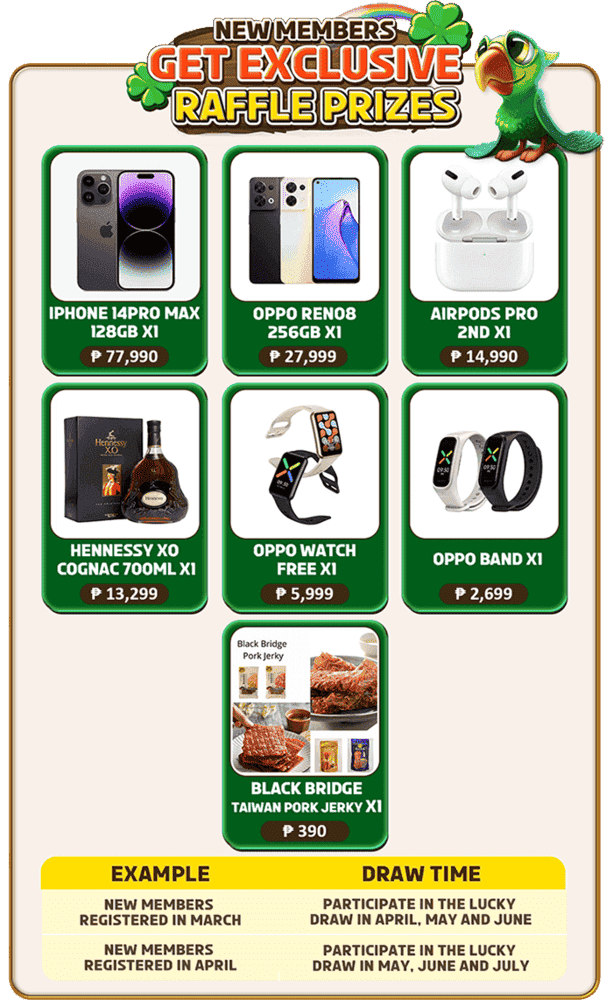 NEW MEMBERS
GET EXCLUSIVE
RAFFLE PRIZES
IPHONE 14PRO MAX
128GB X1
₱ 77,990
OPPO RENO8
256GB X1
₱ 27,999
AIRPODS PRO
2ND X1
₱ 14,990
Hennessy
X.O
Hennessy
HENNESSY XO
COGNAC 700ML X1
₱ 13,299
OPPO WATCH
FREE X1
₱ 5,999
OPPO BAND X1
₱ 2,699
Black Bridge
Pork Jerky
BLACK BRIDGE
TAIWAN PORK JERKY X1
₱ 390
EXAMPLE
DRAW TIME
NEW MEMBERS
REGISTERED IN MARCH
PARTICIPATE IN THE LUCKY
DRAW IN APRIL, MAY AND JUNE
NEW MEMBERS
REGISTERED IN APRIL
PARTICIPATE IN THE LUCKY
DRAW IN MAY, JUNE AND JULY